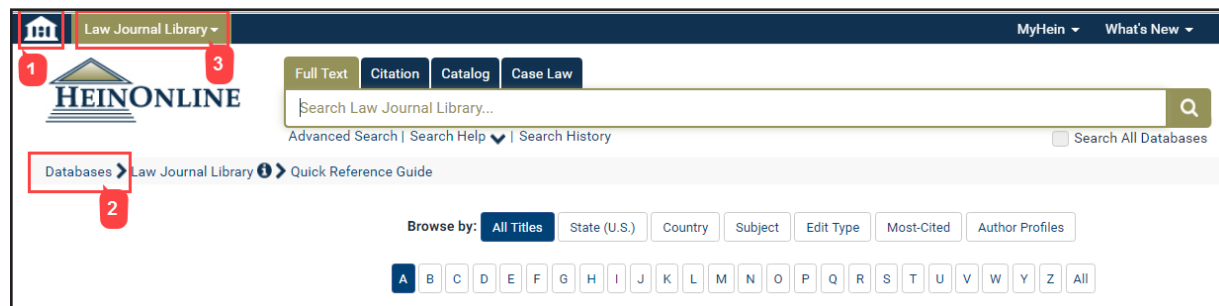 Law Journal Library MyHein What's New
1
3
Full Text Citation Catalog Case Law
HEINONLINE
Search Law Journal Library...
Advanced Search | Search Help | Search History Search All Databases
Databases Law Journal Library Quick Reference Guide
2
Browse by: All Titles State (U.S.) Country Subject Edit Type Most-Cited Author Profiles
A B C D E F G H I J K L M N O P Q R S T U V W Y Z All